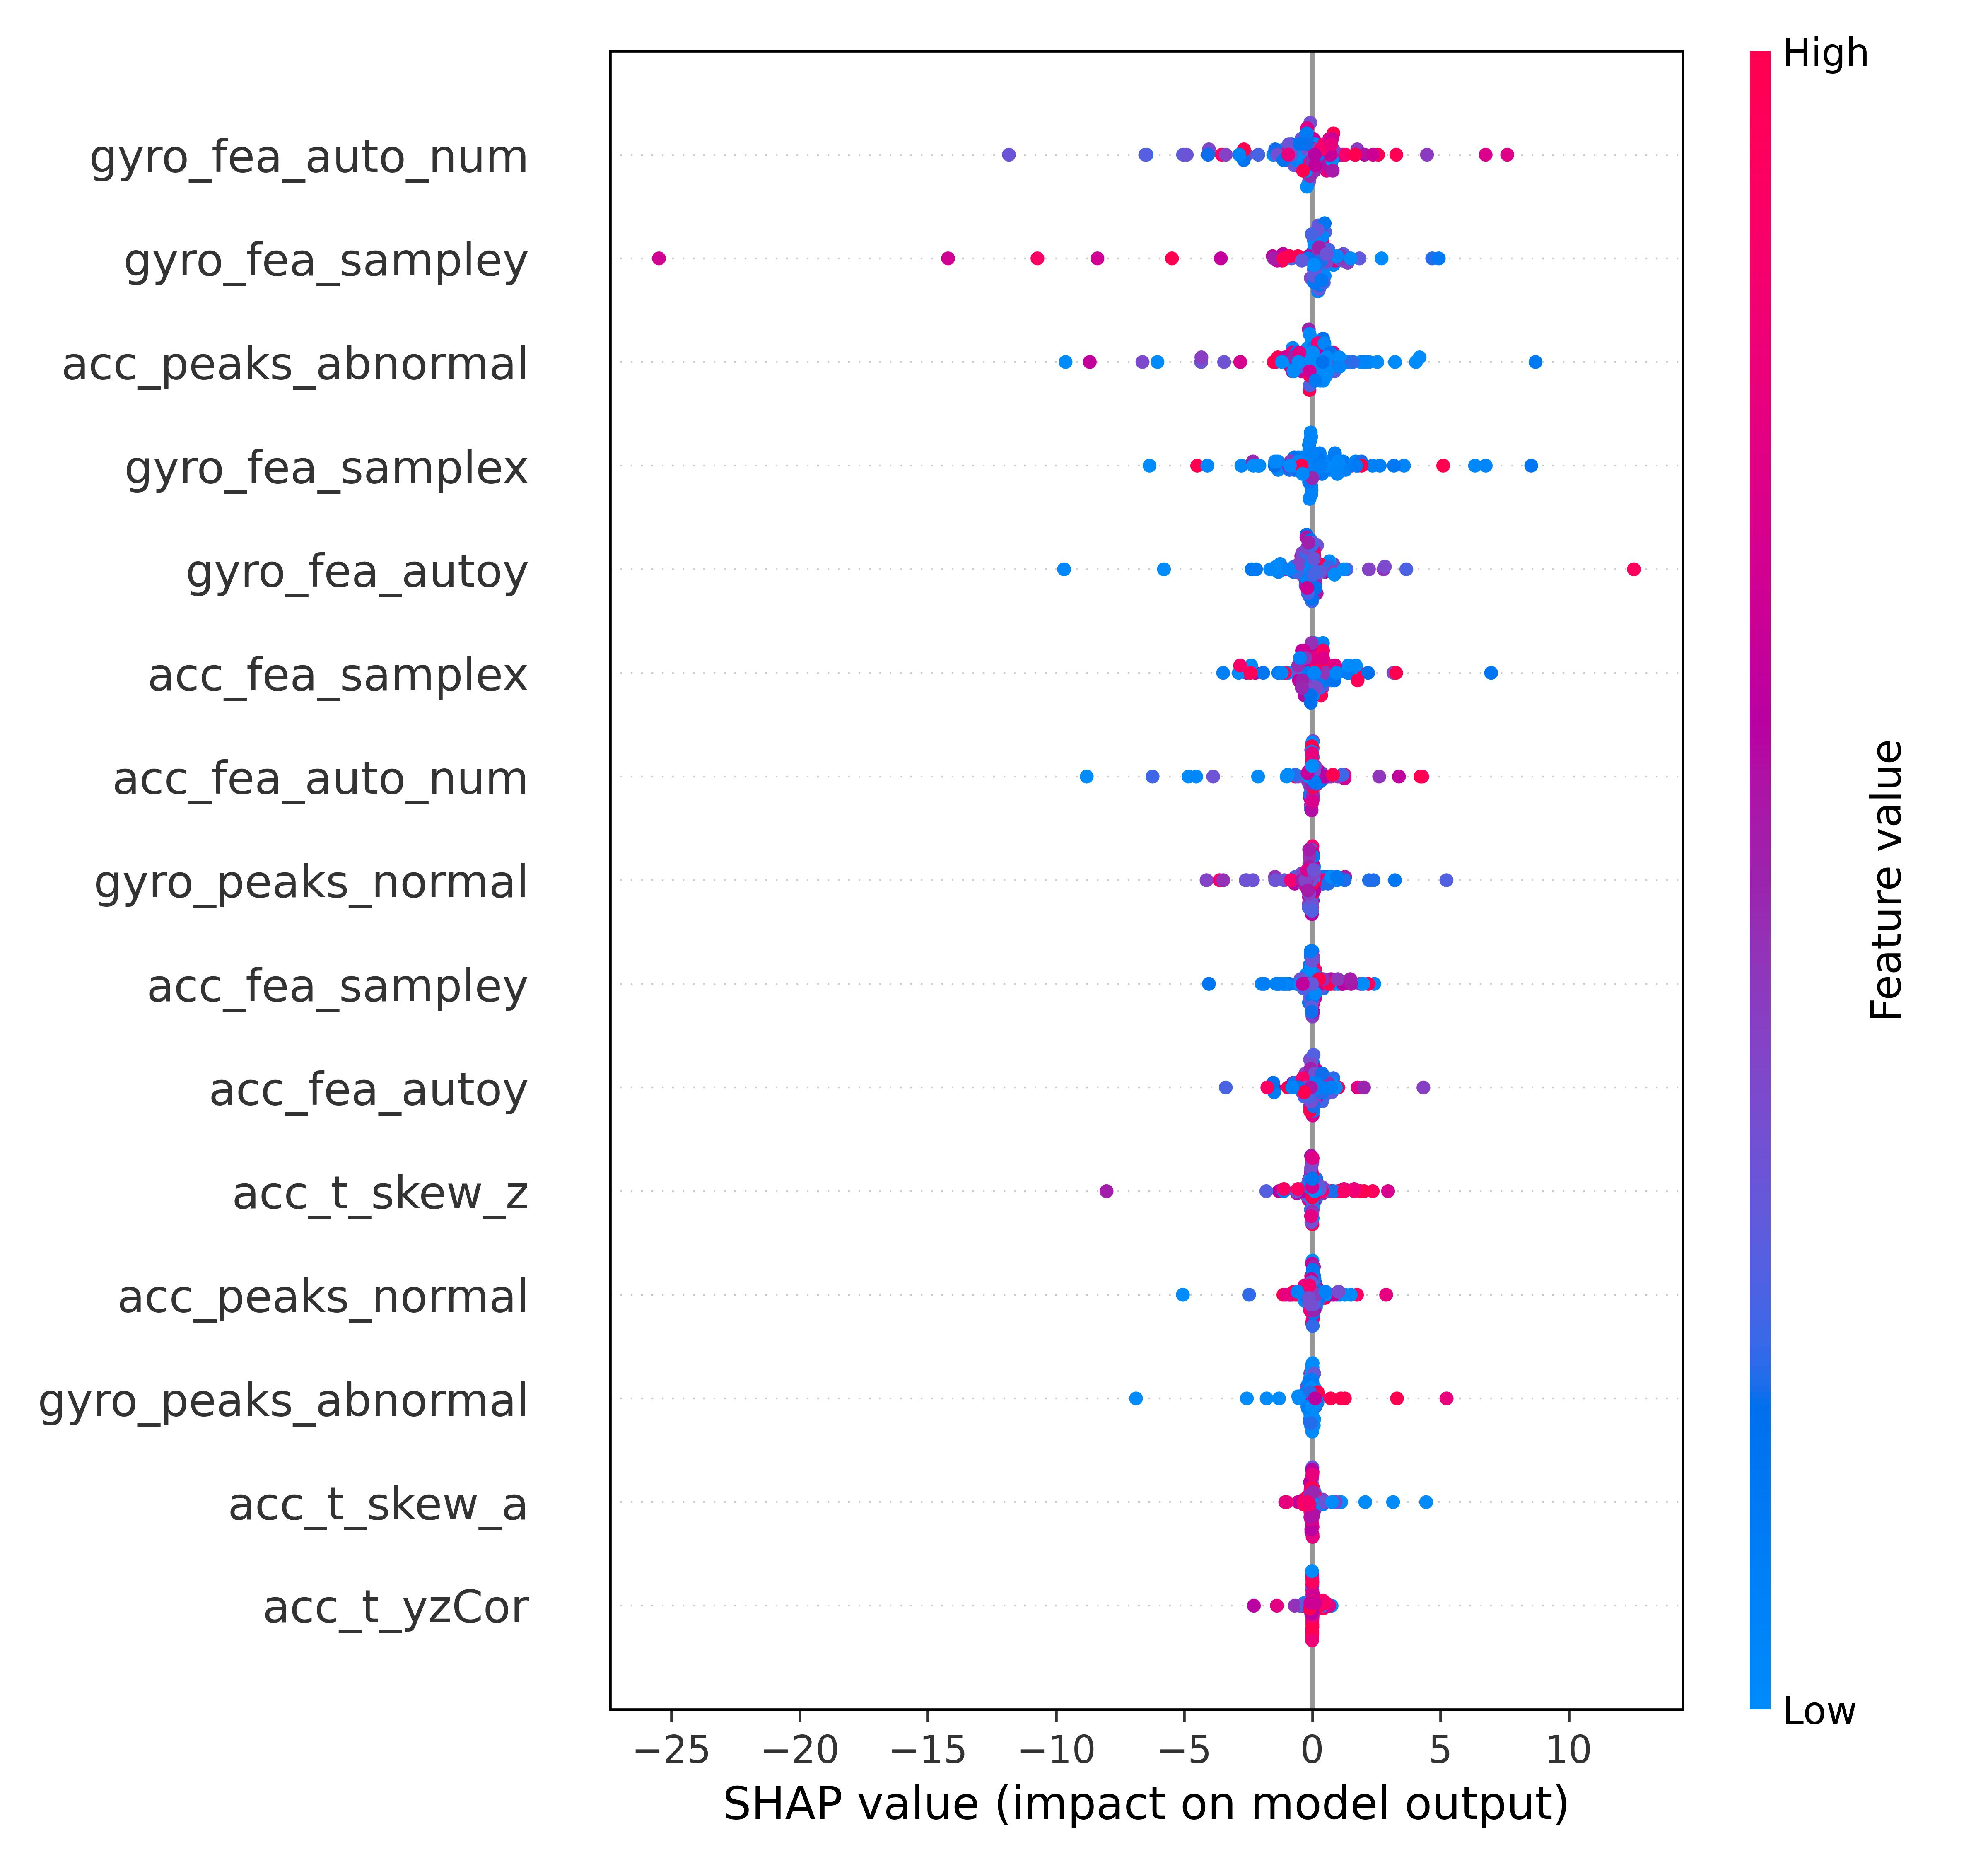 High
gyro_fea_auto_num
gyro_fea_sampley
acc_peaks_abnormal
gyro_fea_samplex
gyro_fea_autoy
acc_fea_samplex
acc_fea_auto_num
gyro_peaks_normal
acc_fea_sampley
acc_fea_autoy
acc_t_skew_z
acc_peaks_normal
gyro_peaks_abnormal
acc_t_skew_a
acc_t_yzCor
Feature value
Low
−25 −20 −15 −10 −5 0 5 10
SHAP value (impact on model output)